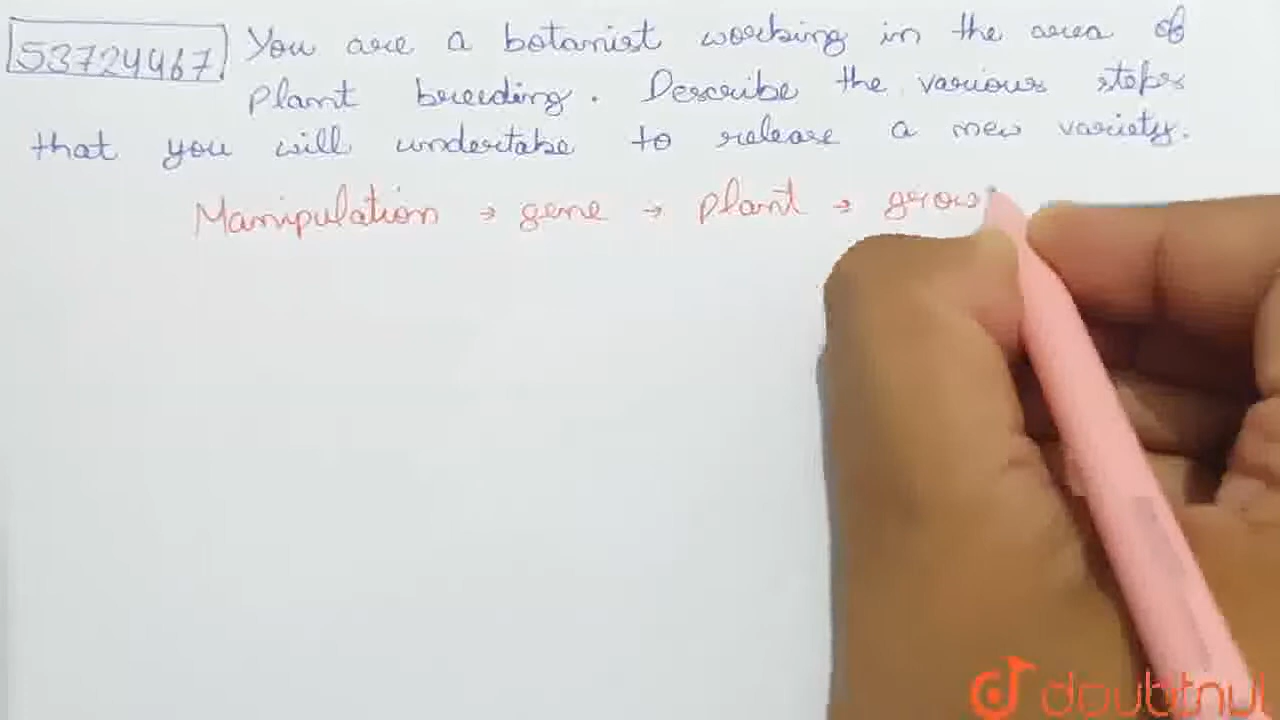 53724467 You are a botanist working in the area of
plant breeding. Describe the various steps
that you will undertake to release a new variety.
Manipulation → gene → plant → grow
doubtnut